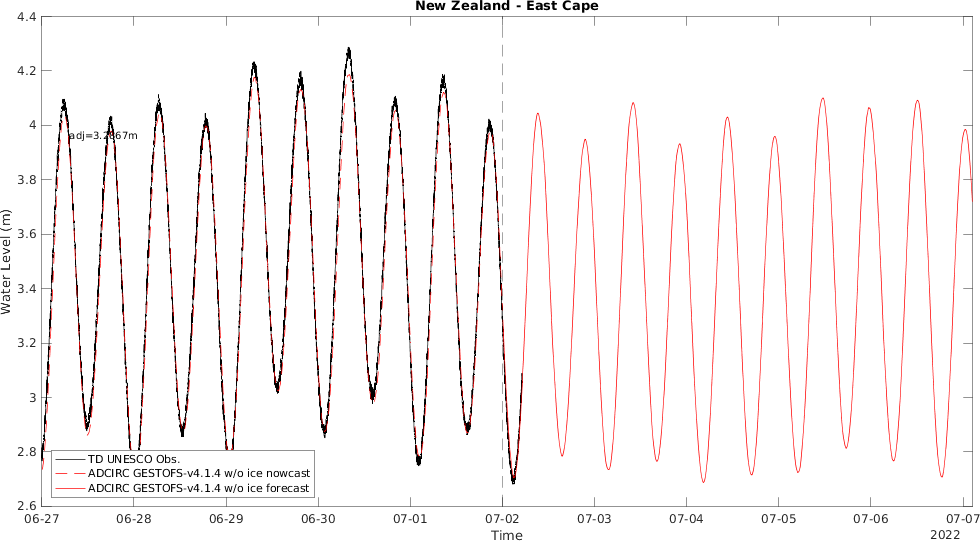 New Zealand - East Cape
4.4
4.2
4
3.8
3.6
3.4
3.2
3
2.8
2.6
Water Level (m)
adj=3.2667m
TD UNESCO Obs.
ADCIRC GESTOFS-v4.1.4 w/o ice nowcast
ADCIRC GESTOFS-v4.1.4 w/o ice forecast
06-27 06-28 06-29 06-30 07-01 07-02 07-03 07-04 07-05 07-06 07-07
Time
2022